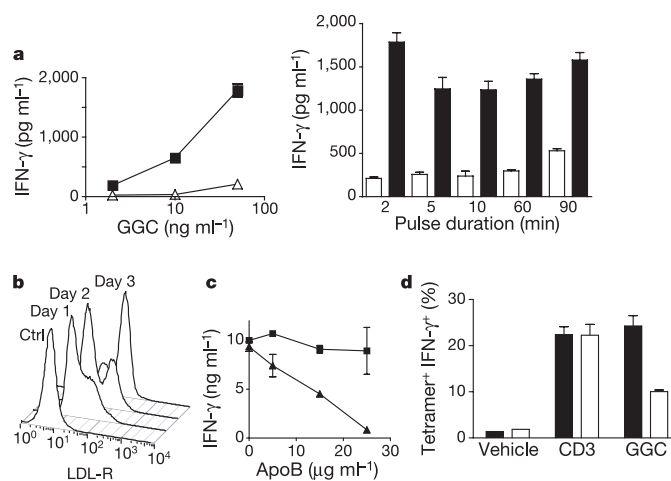 a
IFN-γ (pg ml⁻¹)
2,000
1,000
0
1 10 100
GGC (ng ml⁻¹)
IFN-γ (pg ml⁻¹)
2,000
1,500
1,000
500
0
2 5 10 60 90
Pulse duration (min)
b
Ctrl
Day 1
Day 2
Day 3
10⁰ 10¹ 10² 10³ 10⁴
LDL-R
c
IFN-γ (ng ml⁻¹)
15
10
5
0
0 10 20 30
ApoB (μg ml⁻¹)
d
Tetramer⁺ IFN-γ⁺ (%)
30
20
10
0
Vehicle CD3 GGC